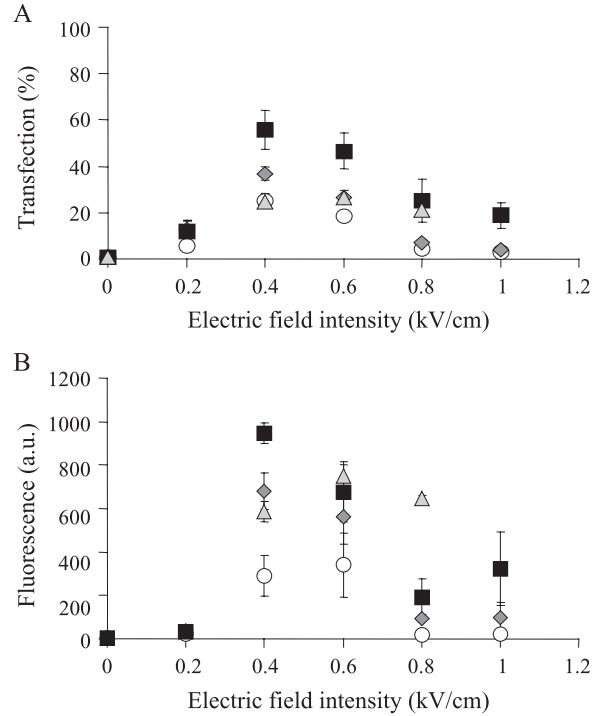 A
Transfection (%)
100
80
60
40
20
0
0 0.2 0.4 0.6 0.8 1 1.2
Electric field intensity (kV/cm)
B
Fluorescence (a.u.)
1200
1000
800
600
400
200
0
0 0.2 0.4 0.6 0.8 1 1.2
Electric field intensity (kV/cm)